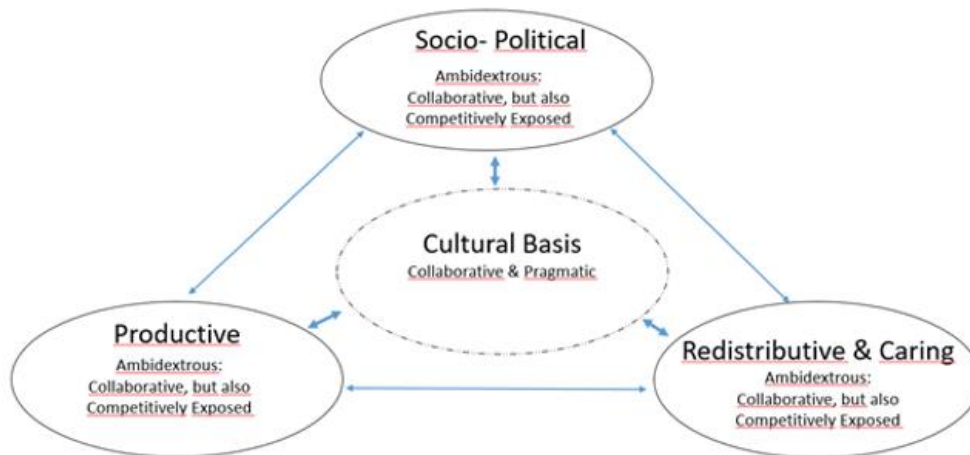 Socio- Political
Ambidextrous:
Collaborative, but also
Competitively Exposed
Cultural Basis
Collaborative & Pragmatic
Productive
Ambidextrous:
Collaborative, but also
Competitively Exposed
Redistributive & Caring
Ambidextrous:
Collaborative, but also
Competitively Exposed